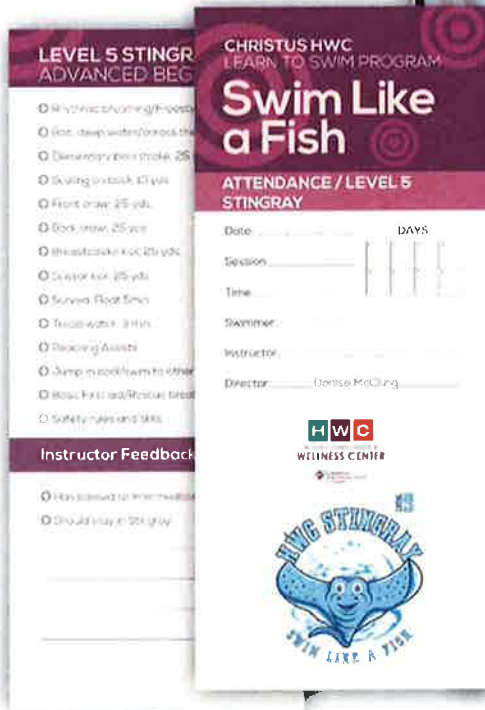 LEVEL 5 STINGR
ADVANCED BEG
Rhythmic breathing/Freesty
Bob, deep water/across the
Elementary backstroke, 25
Sculling on back, 15 yds
Front crawl, 25 yds
Back crawl, 25 yds
Breaststroke kick 25 yds
Scissor kick 25 yds
Survival Float 5min
Tread water, 3 min
Reaching Assists
Jump in pool/swim to other
Basic First aid/Rescue breat
Safety rules and skills
Instructor Feedback
Has passed to Intermediate
Should stay in Stingray
CHRISTUS HWC
LEARN TO SWIM PROGRAM
Swim Like
a Fish
ATTENDANCE / LEVEL 5
STINGRAY
Date
DAYS
Session
Time
Swimmer
Instructor
Director Denise McClung
HWC
WELLNESS CENTER
HWC STINGRAY
SWIM LIKE A FISH